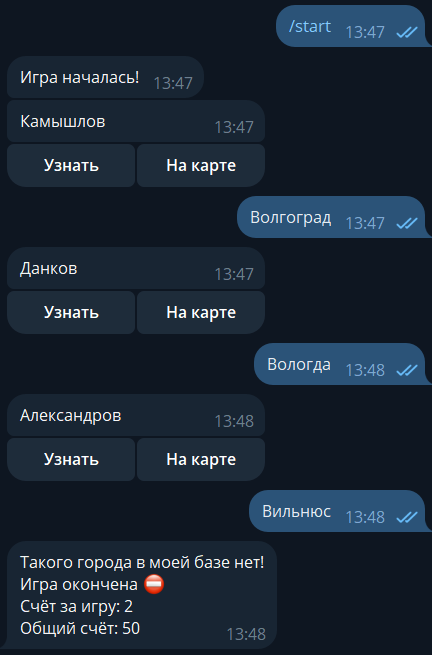 /start 13:47
Игра началась! 13:47
Камышлов 13:47
Узнать На карте
Волгоград 13:47
Данков 13:47
Узнать На карте
Вологда 13:48
Александров 13:48
Узнать На карте
Вильнюс 13:48
Такого города в моей базе нет!
Игра окончена ⛔
Счёт за игру: 2
Общий счёт: 50 13:48